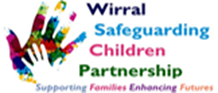 Wirral
Safeguarding
Children
Partnership
Supporting Families Enhancing Futures